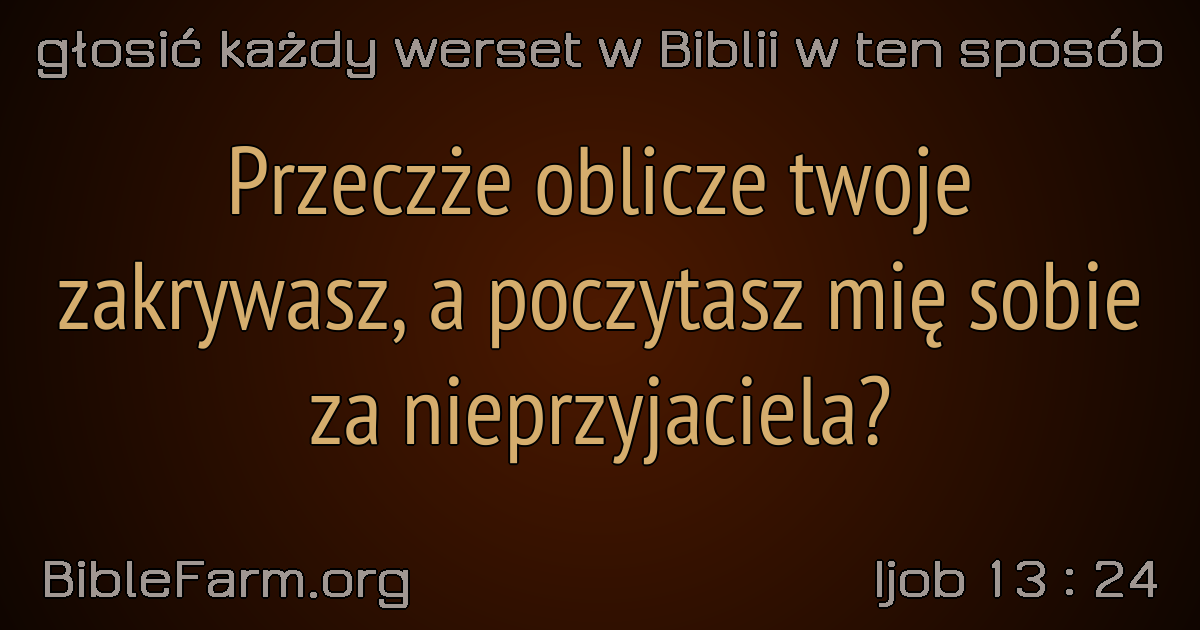 głosić każdy werset w Biblii w ten sposób
Przeczże oblicze twoje
zakrywasz, a poczytasz mię sobie
za nieprzyjaciela?
BibleFarm.org
Ijob 13 : 24